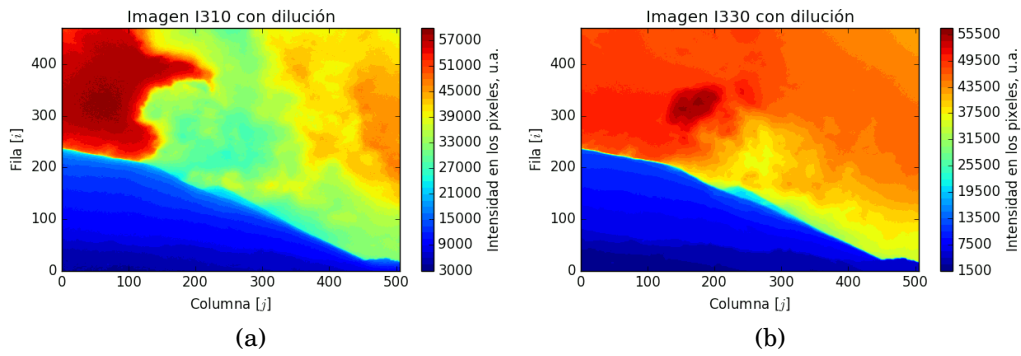 Imagen I310 con dilución
400
300
200
100
0
0 100 200 300 400 500
Fila [i]
Columna [j]
57000
51000
45000
39000
33000
27000
21000
15000
9000
3000
Intensidad en los pixeles, u.a.
(a)
Imagen I330 con dilución
400
300
200
100
0
0 100 200 300 400 500
Fila [i]
Columna [j]
55500
49500
43500
37500
31500
25500
19500
13500
7500
1500
Intensidad en los pixeles, u.a.
(b)